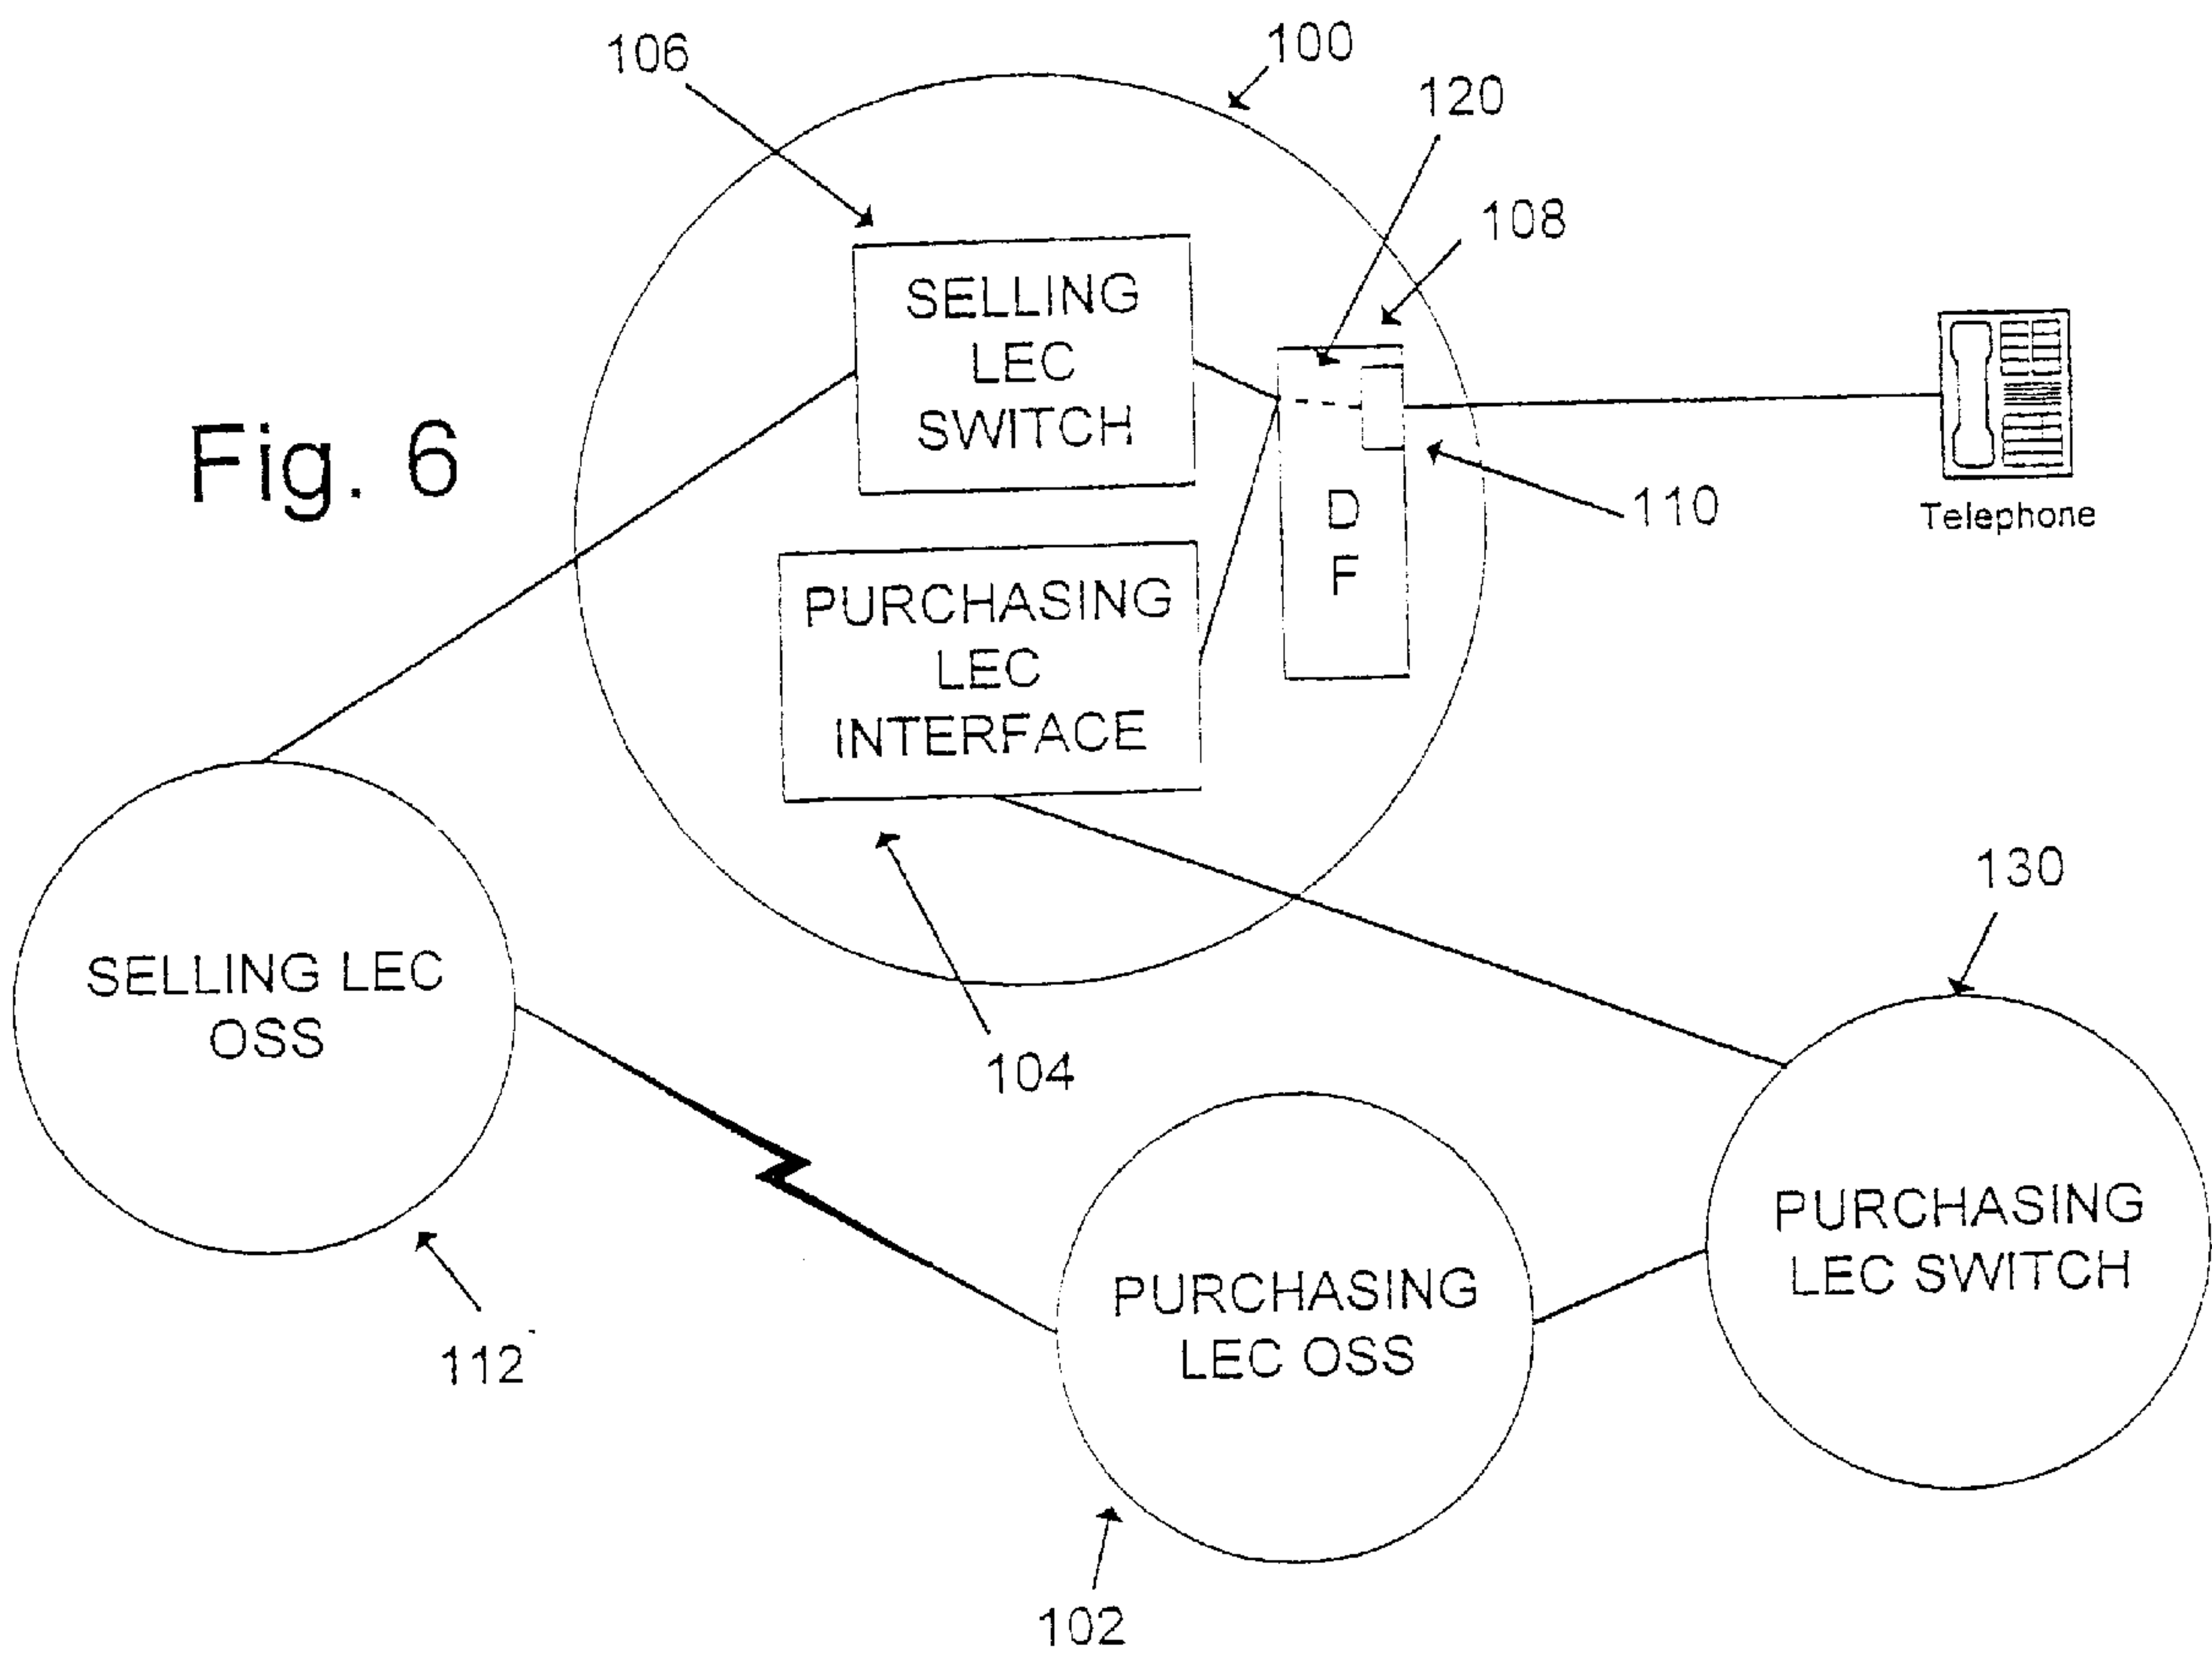 106
100
120
108
SELLING
LEC
SWITCH
Fig. 6
110
D
F
Telephone
PURCHASING
LEC
INTERFACE
130
SELLING LEC
OSS
104
PURCHASING
LEC SWITCH
PURCHASING
LEC OSS
112
102